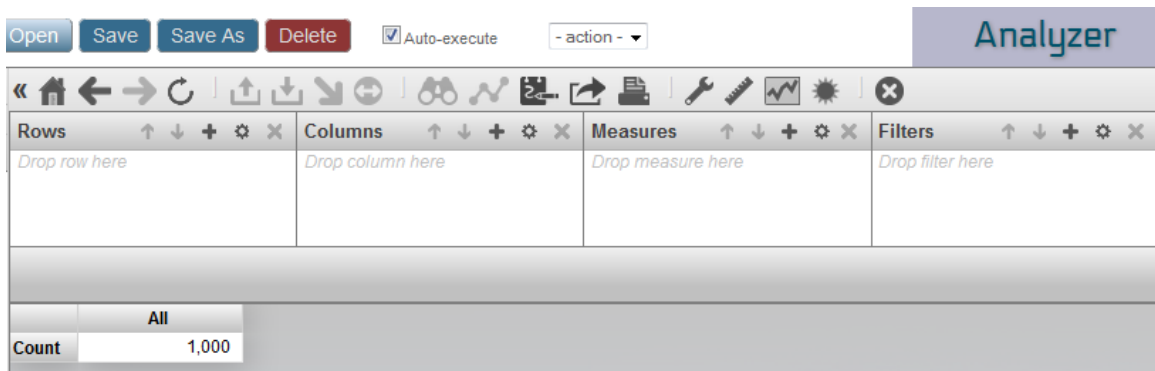 Open Save Save As Delete Auto-execute - action - Analyzer
Rows Columns Measures Filters
Drop row here Drop column here Drop measure here Drop filter here
All
Count 1,000